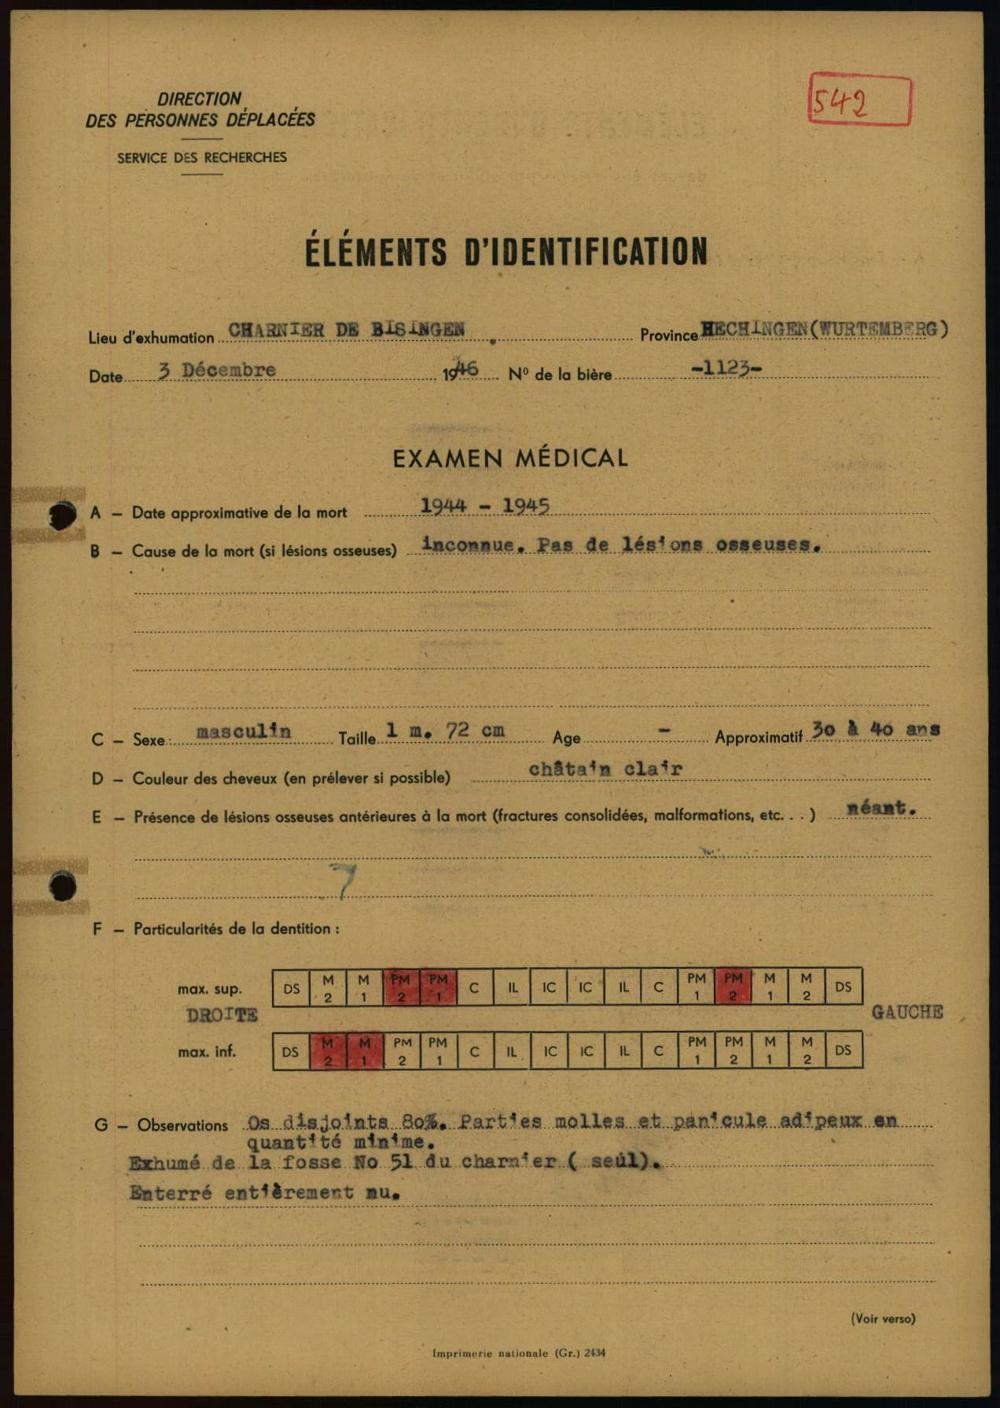 DIRECTION
DES PERSONNES DÉPLACÉES
SERVICE DES RECHERCHES
542
ÉLÉMENTS D'IDENTIFICATION
Lieu d'exhumation CHARNIER DE BISINGEN. Province HECHINGEN(WURTEMBERG)
Date 3 Décembre 1946 Nº de la bière -1123-
EXAMEN MÉDICAL
A – Date approximative de la mort 1944 - 1945
B – Cause de la mort (si lésions osseuses) inconnue. Pas de lésions osseuses.
C – Sexe: masculin Taille 1 m. 72 cm Age - Approximatif 30 à 40 ans
D – Couleur des cheveux (en prélever si possible) châtain clair
E – Présence de lésions osseuses antérieures à la mort (fractures consolidées, malformations, etc. . . ) néant.
7
F – Particularités de la dentition :
max. sup. DS M 2 M 1 PM 2 PM 1 C IL IC IC IL C PM 1 PM 2 M 1 M 2 DS
DROITE GAUCHE
max. inf. DS M 2 M 1 PM 2 PM 1 C IL IC IC IL C PM 1 PM 2 M 1 M 2 DS
G – Observations Os disjoints 80%. Parties molles et panicule adipeux en
quantité minime.
Exhumé de la fosse No 51 du charnier ( seúl).
Enterré entièrement nu.
(Voir verso)
Imprimerie nationale (Gr.) 2434